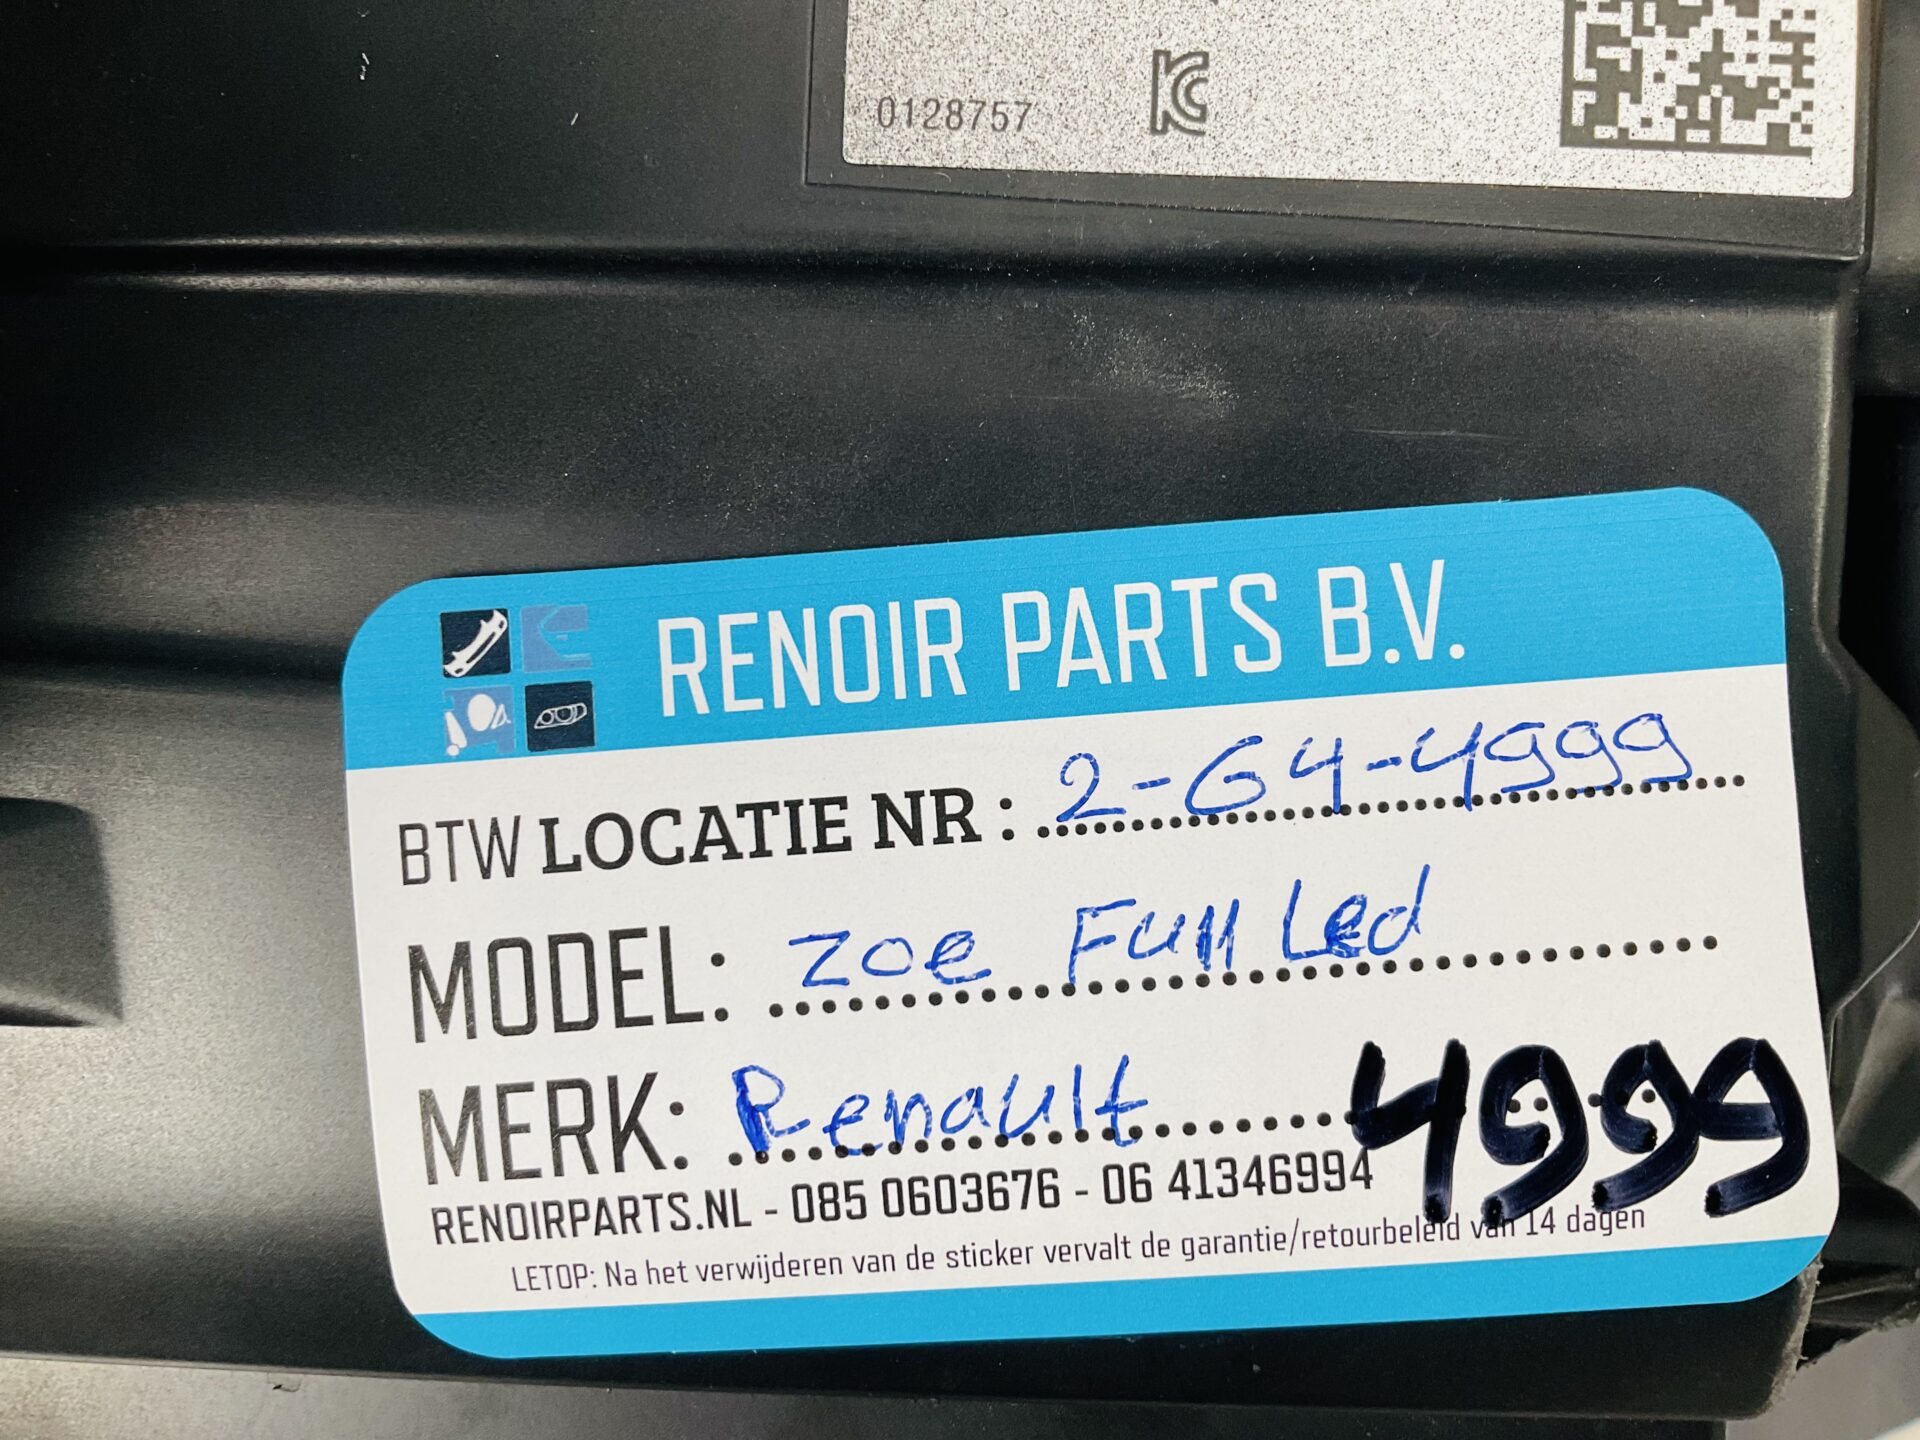 0128757
RENOIR PARTS B.V.
BTW LOCATIE NR : 2-G4-4999
MODEL: Zoe Full Led
MERK: Renault
4999
RENOIRPARTS.NL - 085 0603676 - 06 41346994
LETOP: Na het verwijderen van de sticker vervalt de garantie/retourbeleid van 14 dagen